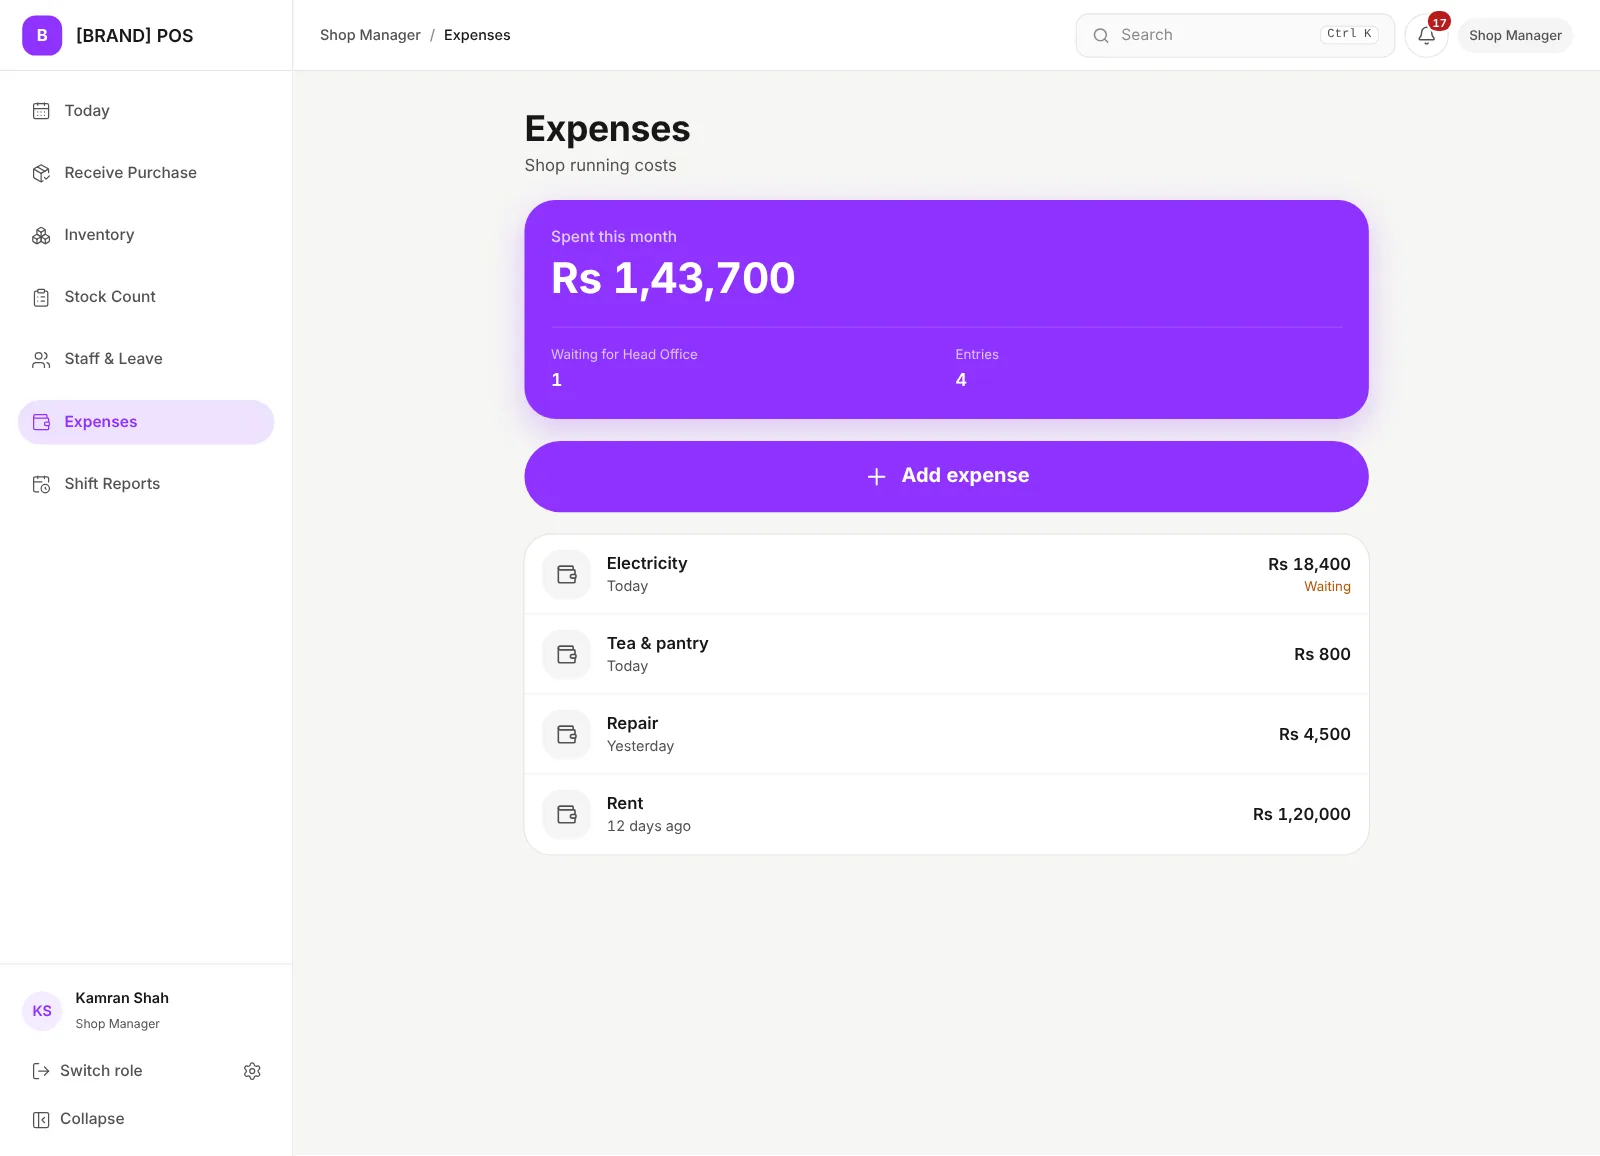 B
[BRAND] POS
Shop Manager / Expenses
Search
Ctrl K
17
Shop Manager
Today
Receive Purchase
Inventory
Stock Count
Staff & Leave
Expenses
Shift Reports
Expenses
Shop running costs
Spent this month
Rs 1,43,700
Waiting for Head Office
1
Entries
4
Add expense
Electricity
Today
Rs 18,400
Waiting
Tea & pantry
Today
Rs 800
Repair
Yesterday
Rs 4,500
Rent
12 days ago
Rs 1,20,000
KS
Kamran Shah
Shop Manager
Switch role
Collapse